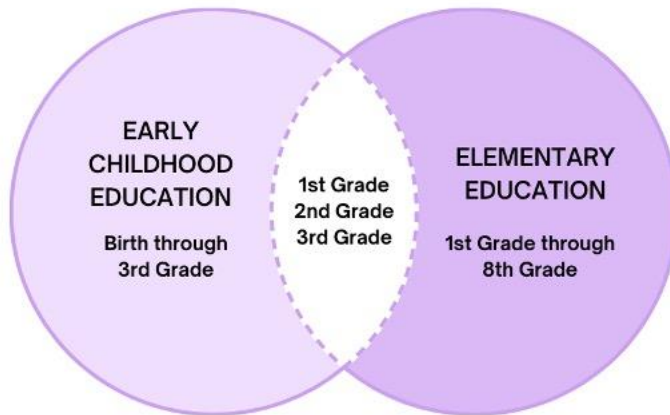 EARLY
CHILDHOOD
EDUCATION
Birth through
3rd Grade
1st Grade
2nd Grade
3rd Grade
ELEMENTARY
EDUCATION
1st Grade through
8th Grade